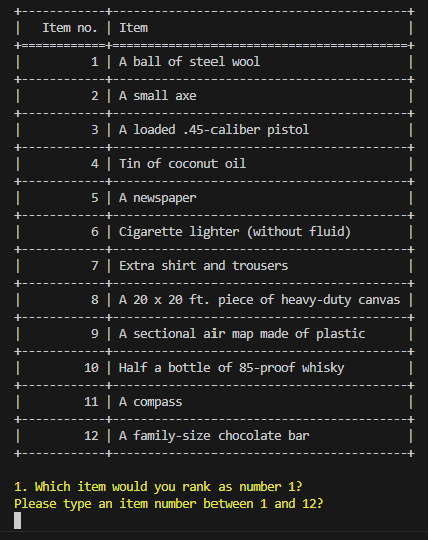 Item no. | Item
1 | A ball of steel wool
2 | A small axe
3 | A loaded .45-caliber pistol
4 | Tin of coconut oil
5 | A newspaper
6 | Cigarette lighter (without fluid)
7 | Extra shirt and trousers
8 | A 20 x 20 ft. piece of heavy-duty canvas
9 | A sectional air map made of plastic
10 | Half a bottle of 85-proof whisky
11 | A compass
12 | A family-size chocolate bar
1. Which item would you rank as number 1?
Please type an item number between 1 and 12?